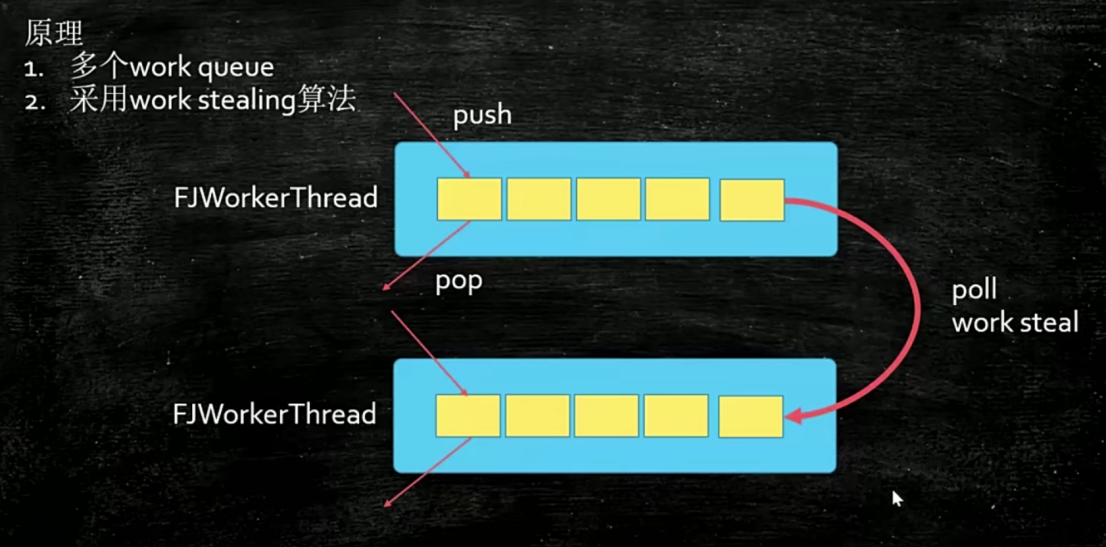 原理
1. 多个work queue
2. 采用work stealing算法
push
FJWorkerThread
pop
poll
work steal
FJWorkerThread